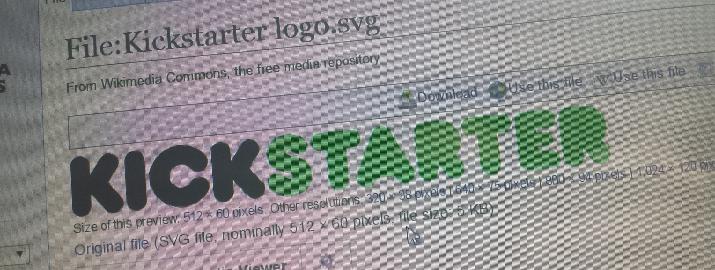 File:Kickstarter logo.svg
From Wikimedia Commons, the free media repository
Download Use this file Use this file
KICKSTARTER
Size of this preview: 512 × 60 pixels. Other resolutions: 320 × 38 pixels | 640 × 75 pixels | 800 × 94 pixels | 1,024 × 120
Original file (SVG file, nominally 512 × 60 pixels, file size: 5 KB)
Viewer